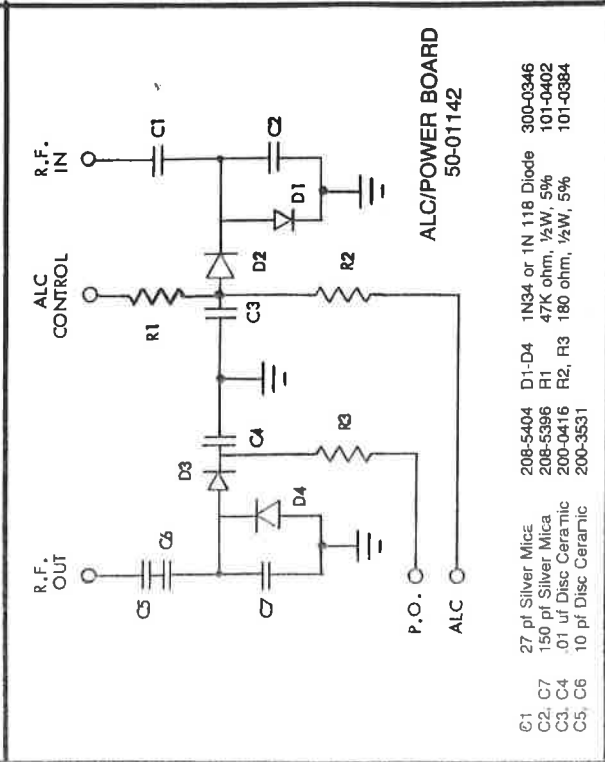 ALC/POWER BOARD
50-01142
R.F.
IN
C1
C2
D1
ALC
CONTROL
R1
D2
C3
R2
C4
D3
R3
D4
R.F.
OUT
C5
C6
C7
P.O.
ALC
C1 27 pf Silver Mica 208-5404 D1-D4 1N34 or 1N 118 Diode 300-0346
C2, C7 150 pf Silver Mica 208-5396 R1 47K ohm, ½W, 5% 101-0402
C3, C4 .01 uf Disc Ceramic 200-0416 R2, R3 180 ohm, ½W, 5% 101-0384
C5, C6 10 pf Disc Ceramic 200-3531